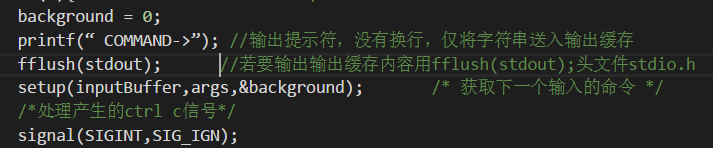 background = 0;
printf(“ COMMAND->”); //输出提示符，没有换行，仅将字符串送入输出缓存
fflush(stdout); //若要输出输出缓存内容用fflush(stdout);头文件stdio.h
setup(inputBuffer,args,&background); /* 获取下一个输入的命令 */
/*处理产生的ctrl c信号*/
signal(SIGINT,SIG_IGN);